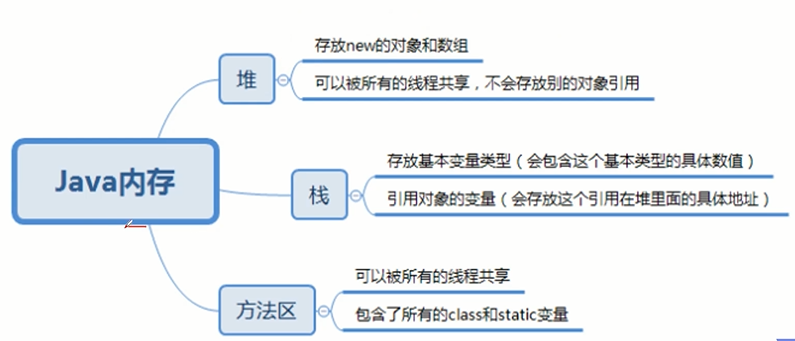 Java内存
堆
存放new的对象和数组
可以被所有的线程共享，不会存放别的对象引用
栈
存放基本变量类型（会包含这个基本类型的具体数值）
引用对象的变量（会存放这个引用在堆里面的具体地址）
方法区
可以被所有的线程共享
包含了所有的class和static变量